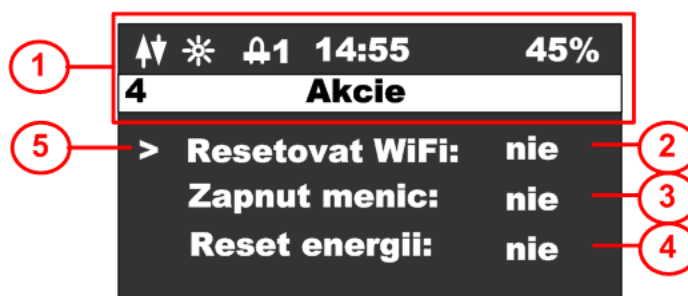 1 14:55 45%
4 Akcie
> Resetovat WiFi: nie
Zapnut menic: nie
Reset energii: nie
1
5
2
3
4